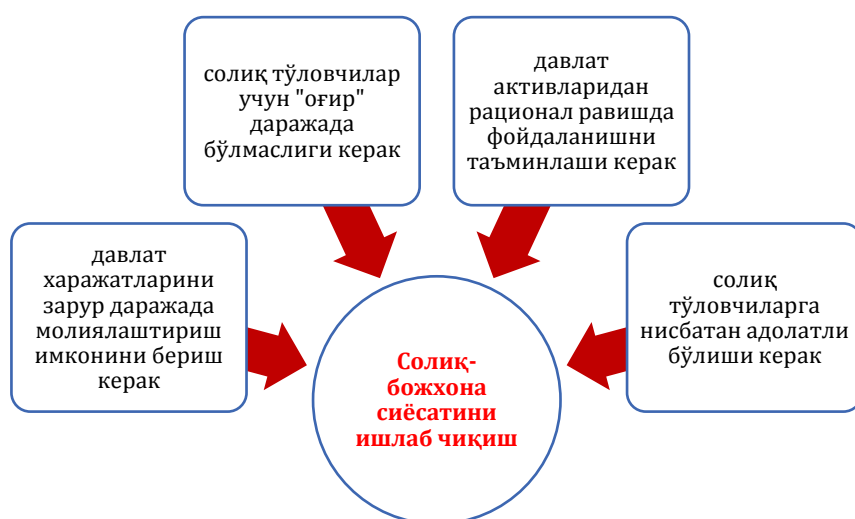 давлат
харажатларини
зарур даражада
молиялаштириш
имконини бериш
керак
солиқ тўловчилар
учун "оғир"
даражада
бўлмаслиги керак
давлат
активларидан
рационал равишда
фойдаланишни
таъминлаши керак
солиқ
тўловчиларга
нисбатан адолатли
бўлиши керак
Солиқ-
божхона
сиёсатини
ишлаб чиқиш